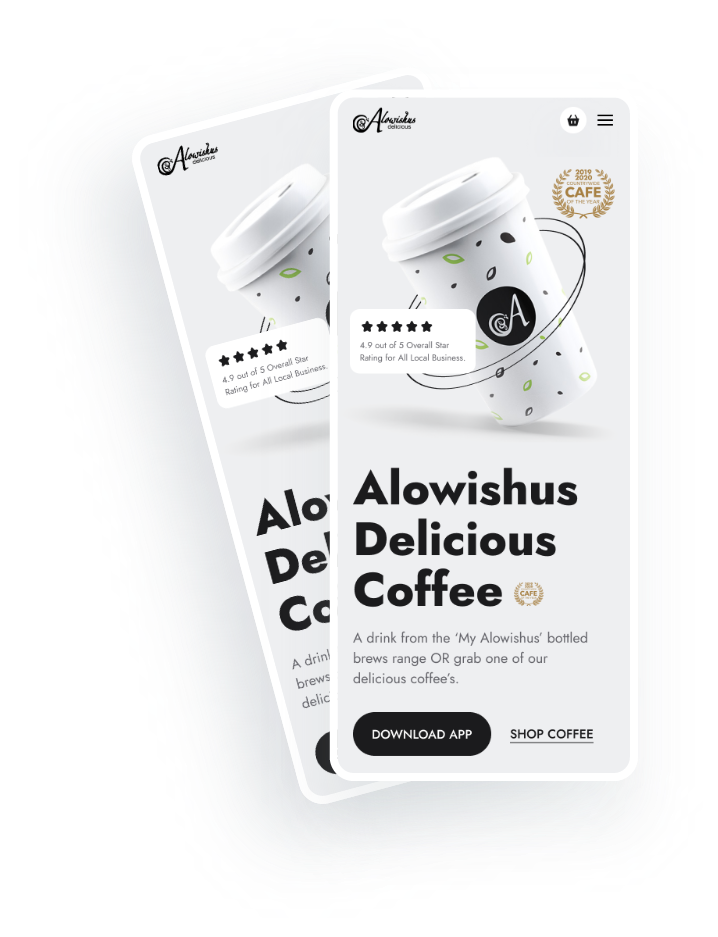 Alowishus
delicious
4.9 out of 5 Overall Star
Rating for All Local Business.
Alo
Del
Co
A drin
brews
delic
Alowishus
delicious
2019
2020
COUNTRYWIDE
CAFE
OF THE YEAR
A
4.9 out of 5 Overall Star
Rating for All Local Business.
Alowishus
Delicious
Coffee
CAFE
A drink from the ‘My Alowishus’ bottled
brews range OR grab one of our
delicious coffee’s.
DOWNLOAD APP
SHOP COFFEE